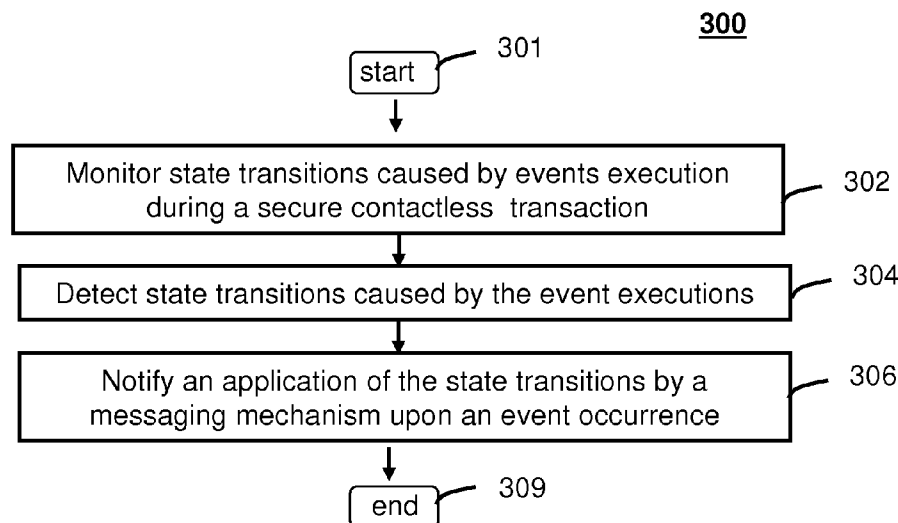 300
301
start
Monitor state transitions caused by events execution
during a secure contactless transaction
302
Detect state transitions caused by the event executions
304
Notify an application of the state transitions by a
messaging mechanism upon an event occurrence
306
end
309